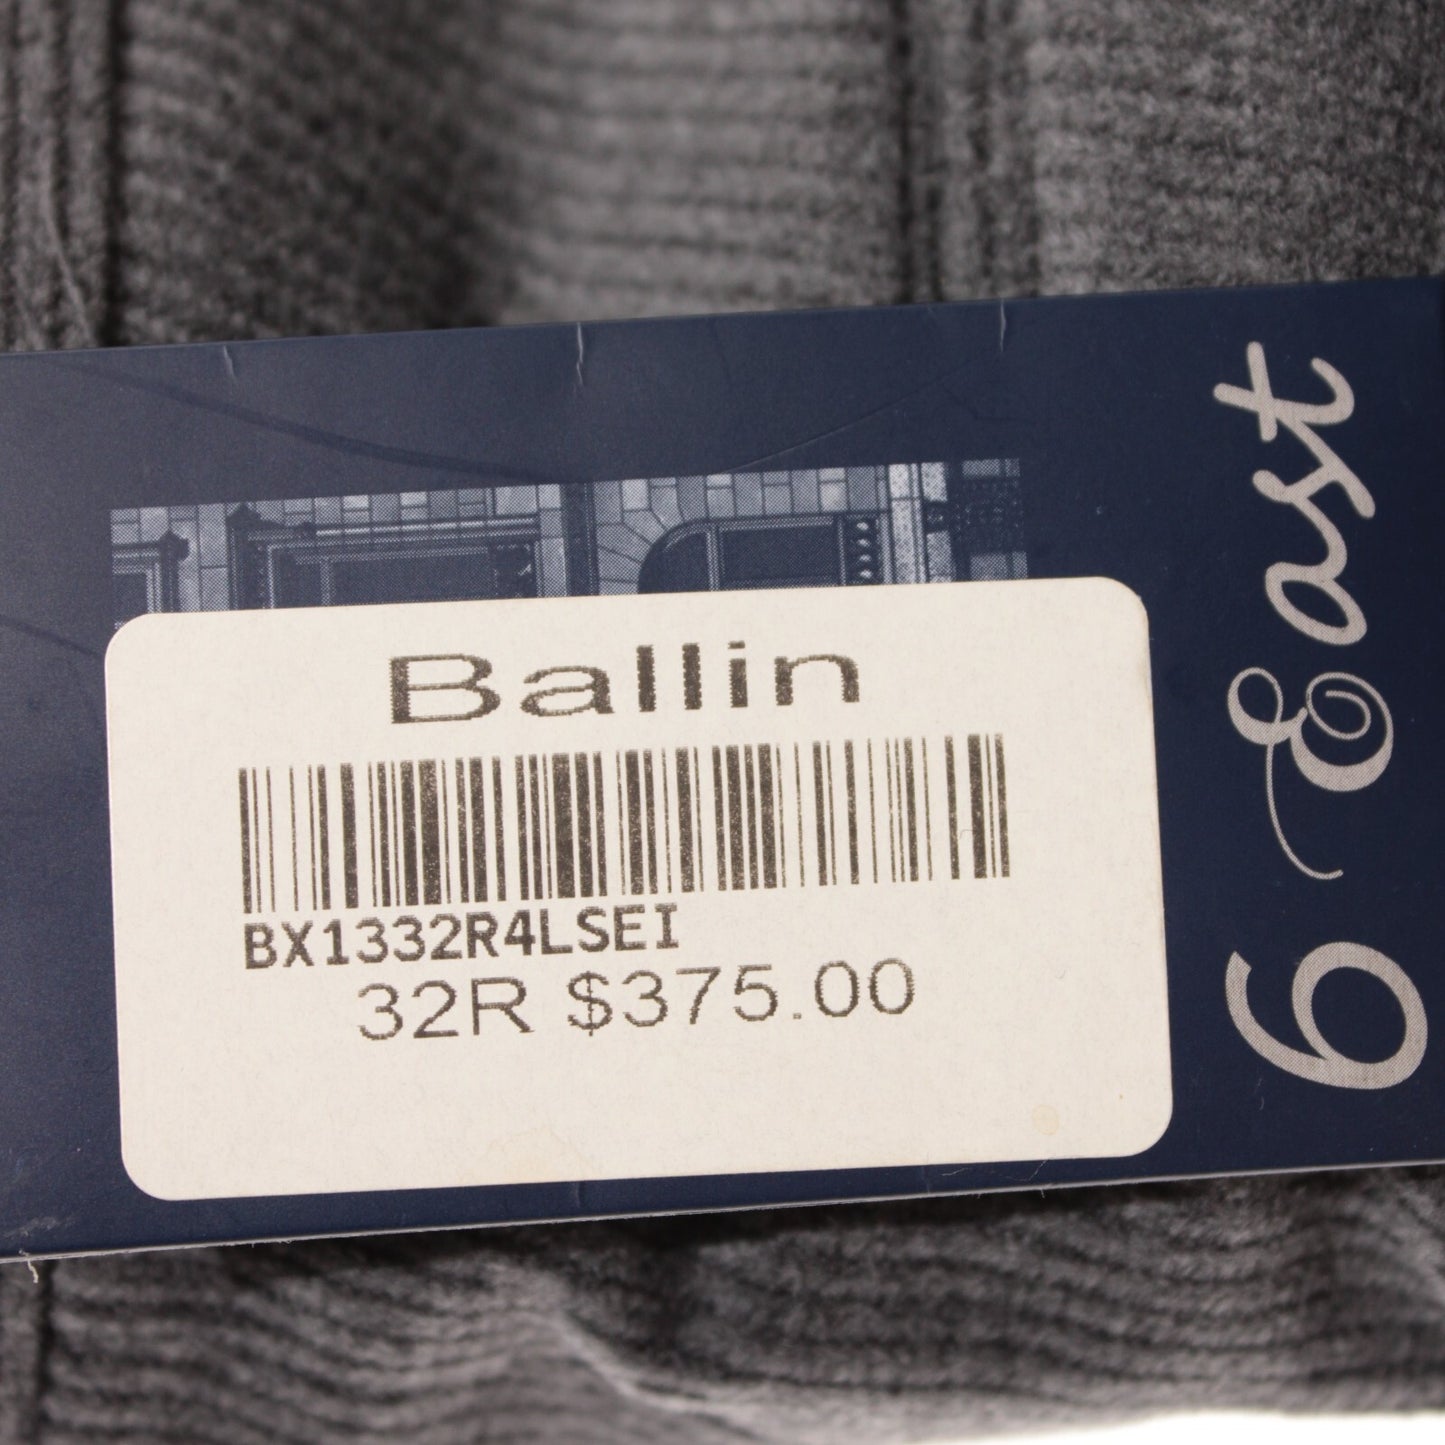 Ballin
BX1332R4LSEI
32R $375.00
6 East